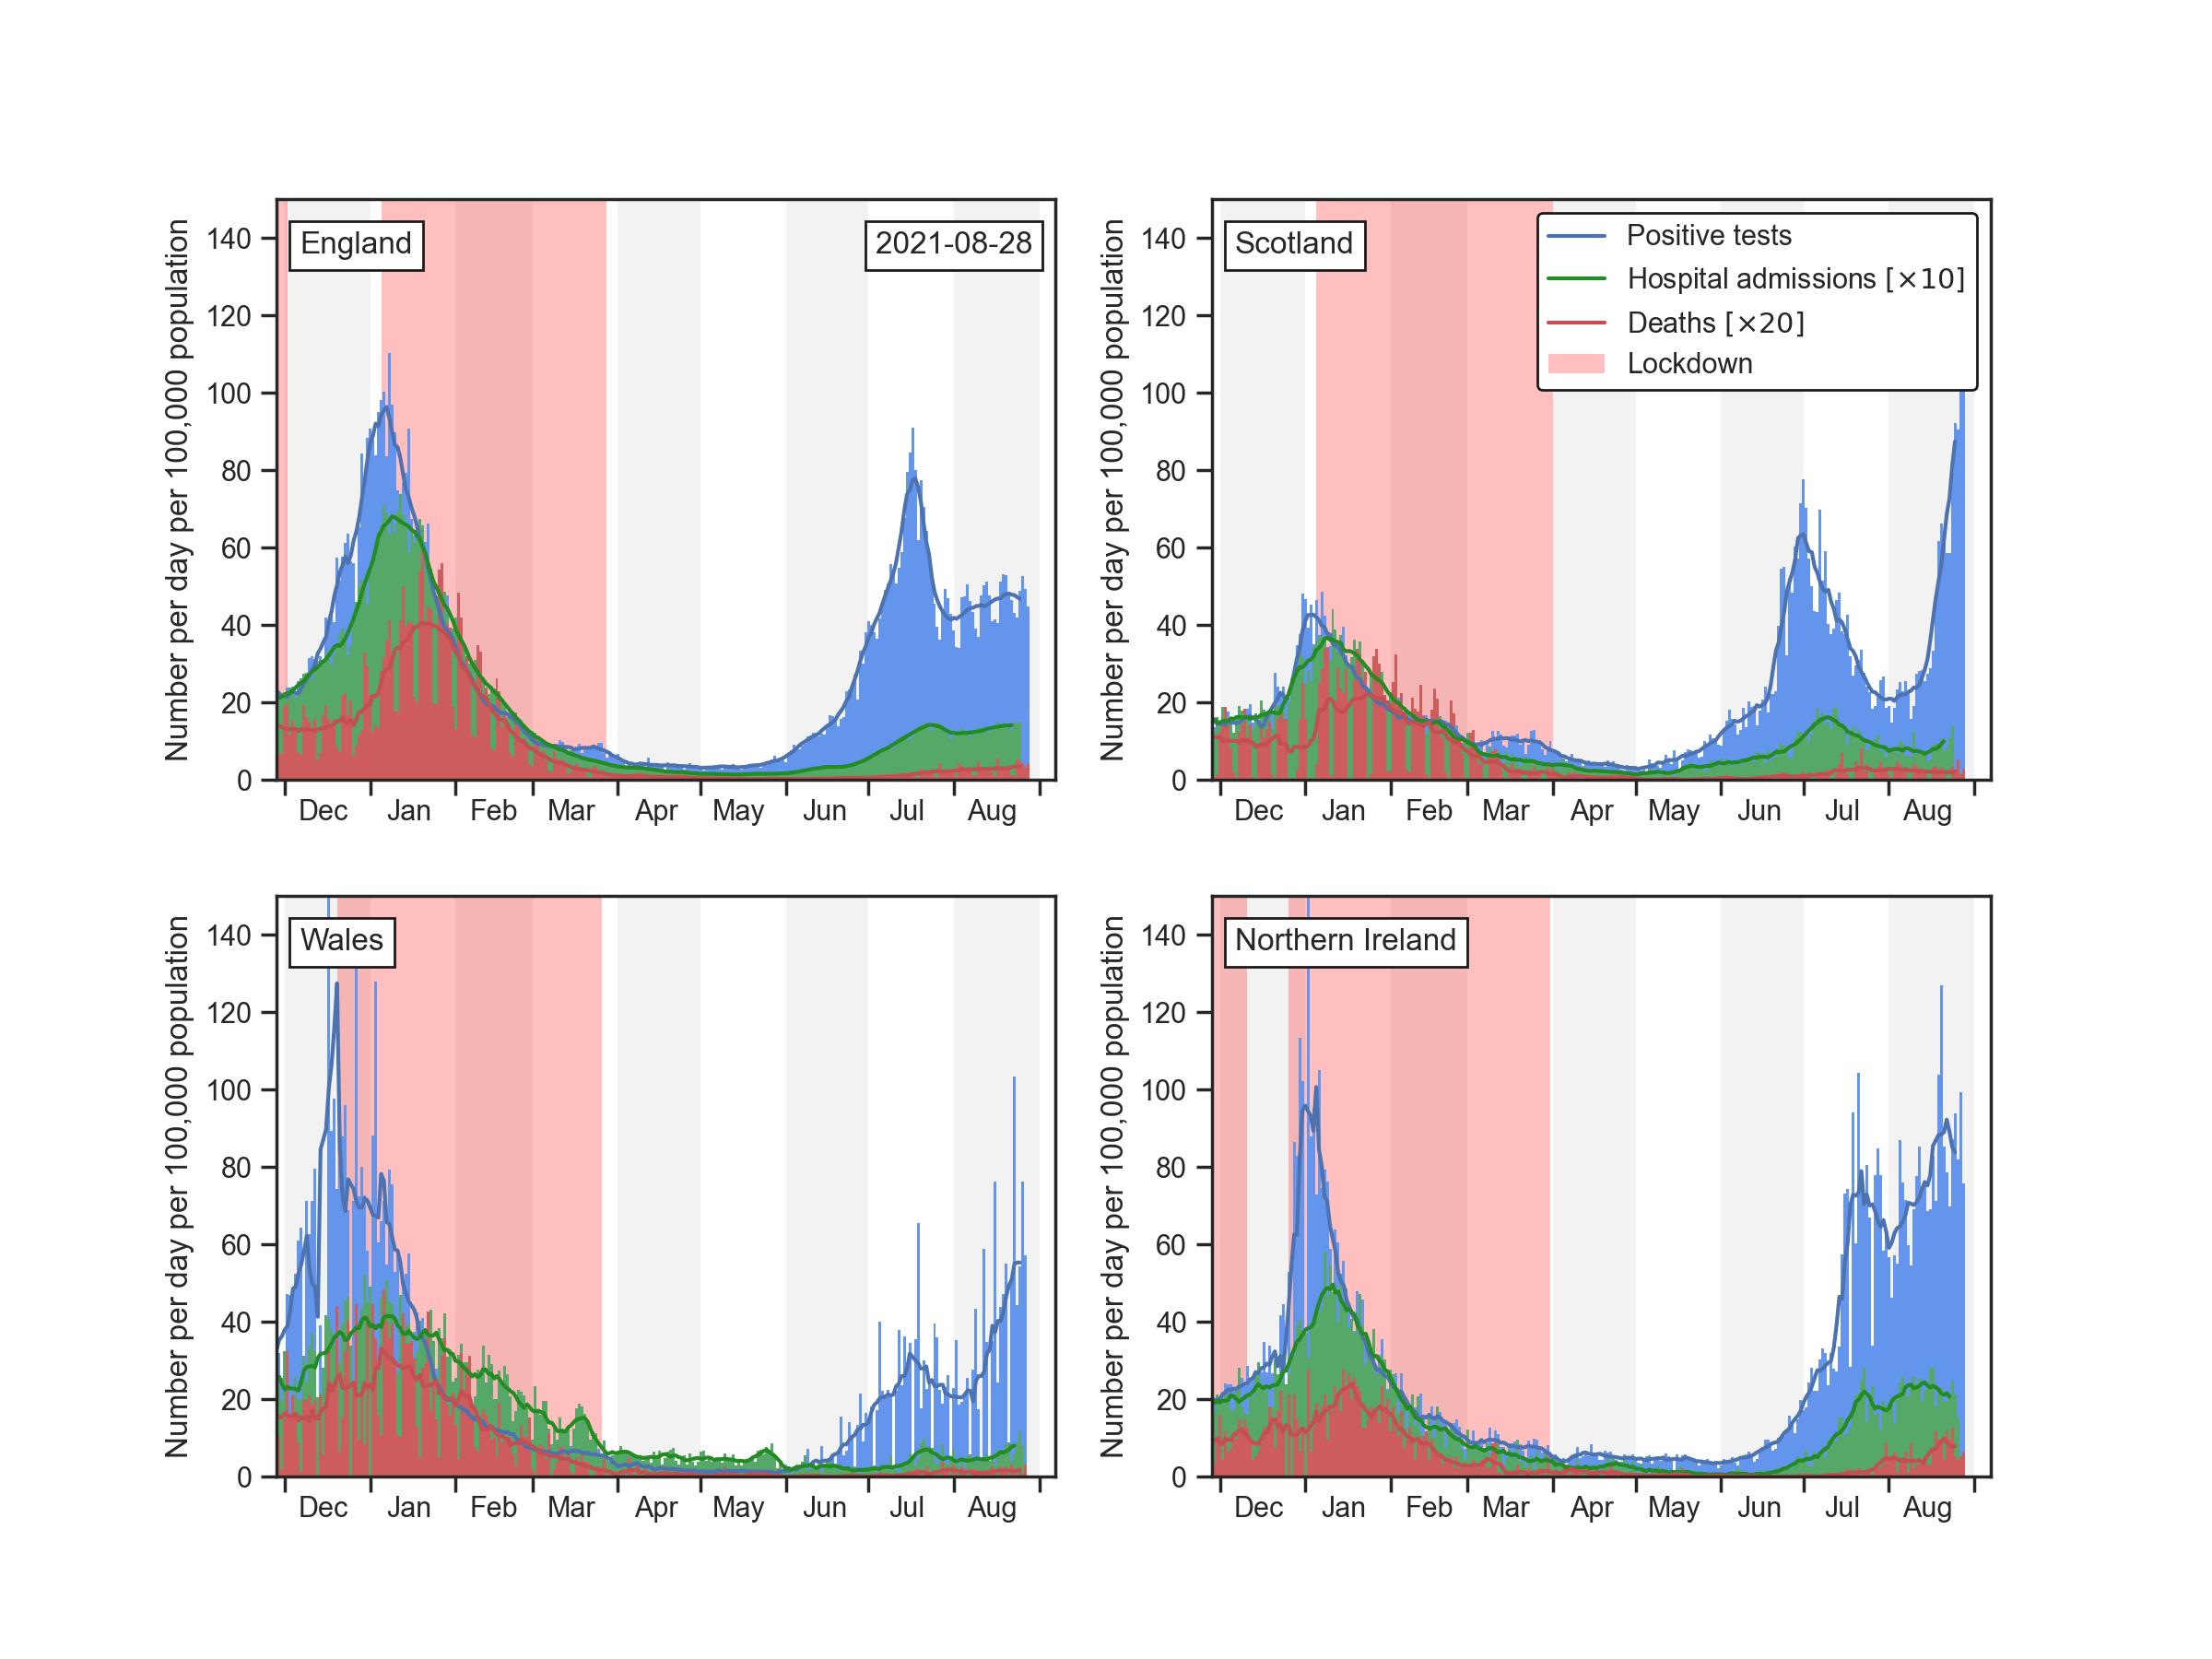 Number per day per 100,000 population
140
120
100
80
60
40
20
0
England
2021-08-28
Dec Jan Feb Mar Apr May Jun Jul Aug
Number per day per 100,000 population
140
120
100
80
60
40
20
0
Scotland
Positive tests
Hospital admissions [×10]
Deaths [×20]
Lockdown
Dec Jan Feb Mar Apr May Jun Jul Aug
Number per day per 100,000 population
140
120
100
80
60
40
20
0
Wales
Dec Jan Feb Mar Apr May Jun Jul Aug
Number per day per 100,000 population
140
120
100
80
60
40
20
0
Northern Ireland
Dec Jan Feb Mar Apr May Jun Jul Aug